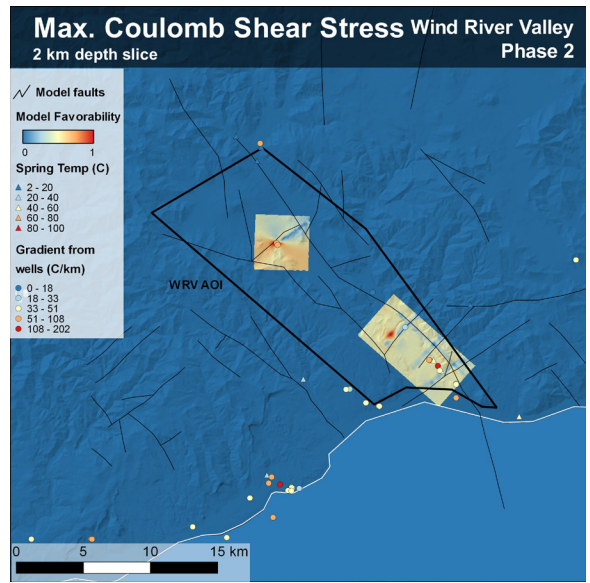 Max. Coulomb Shear Stress Wind River Valley
2 km depth slice Phase 2
Model faults
Model Favorability
0 1
Spring Temp (C)
2 - 20
20 - 40
40 - 60
60 - 80
80 - 100
Gradient from
wells (C/km)
0 - 18
18 - 33
33 - 51
51 - 108
108 - 202
WRV AOI
0 5 10 15 km